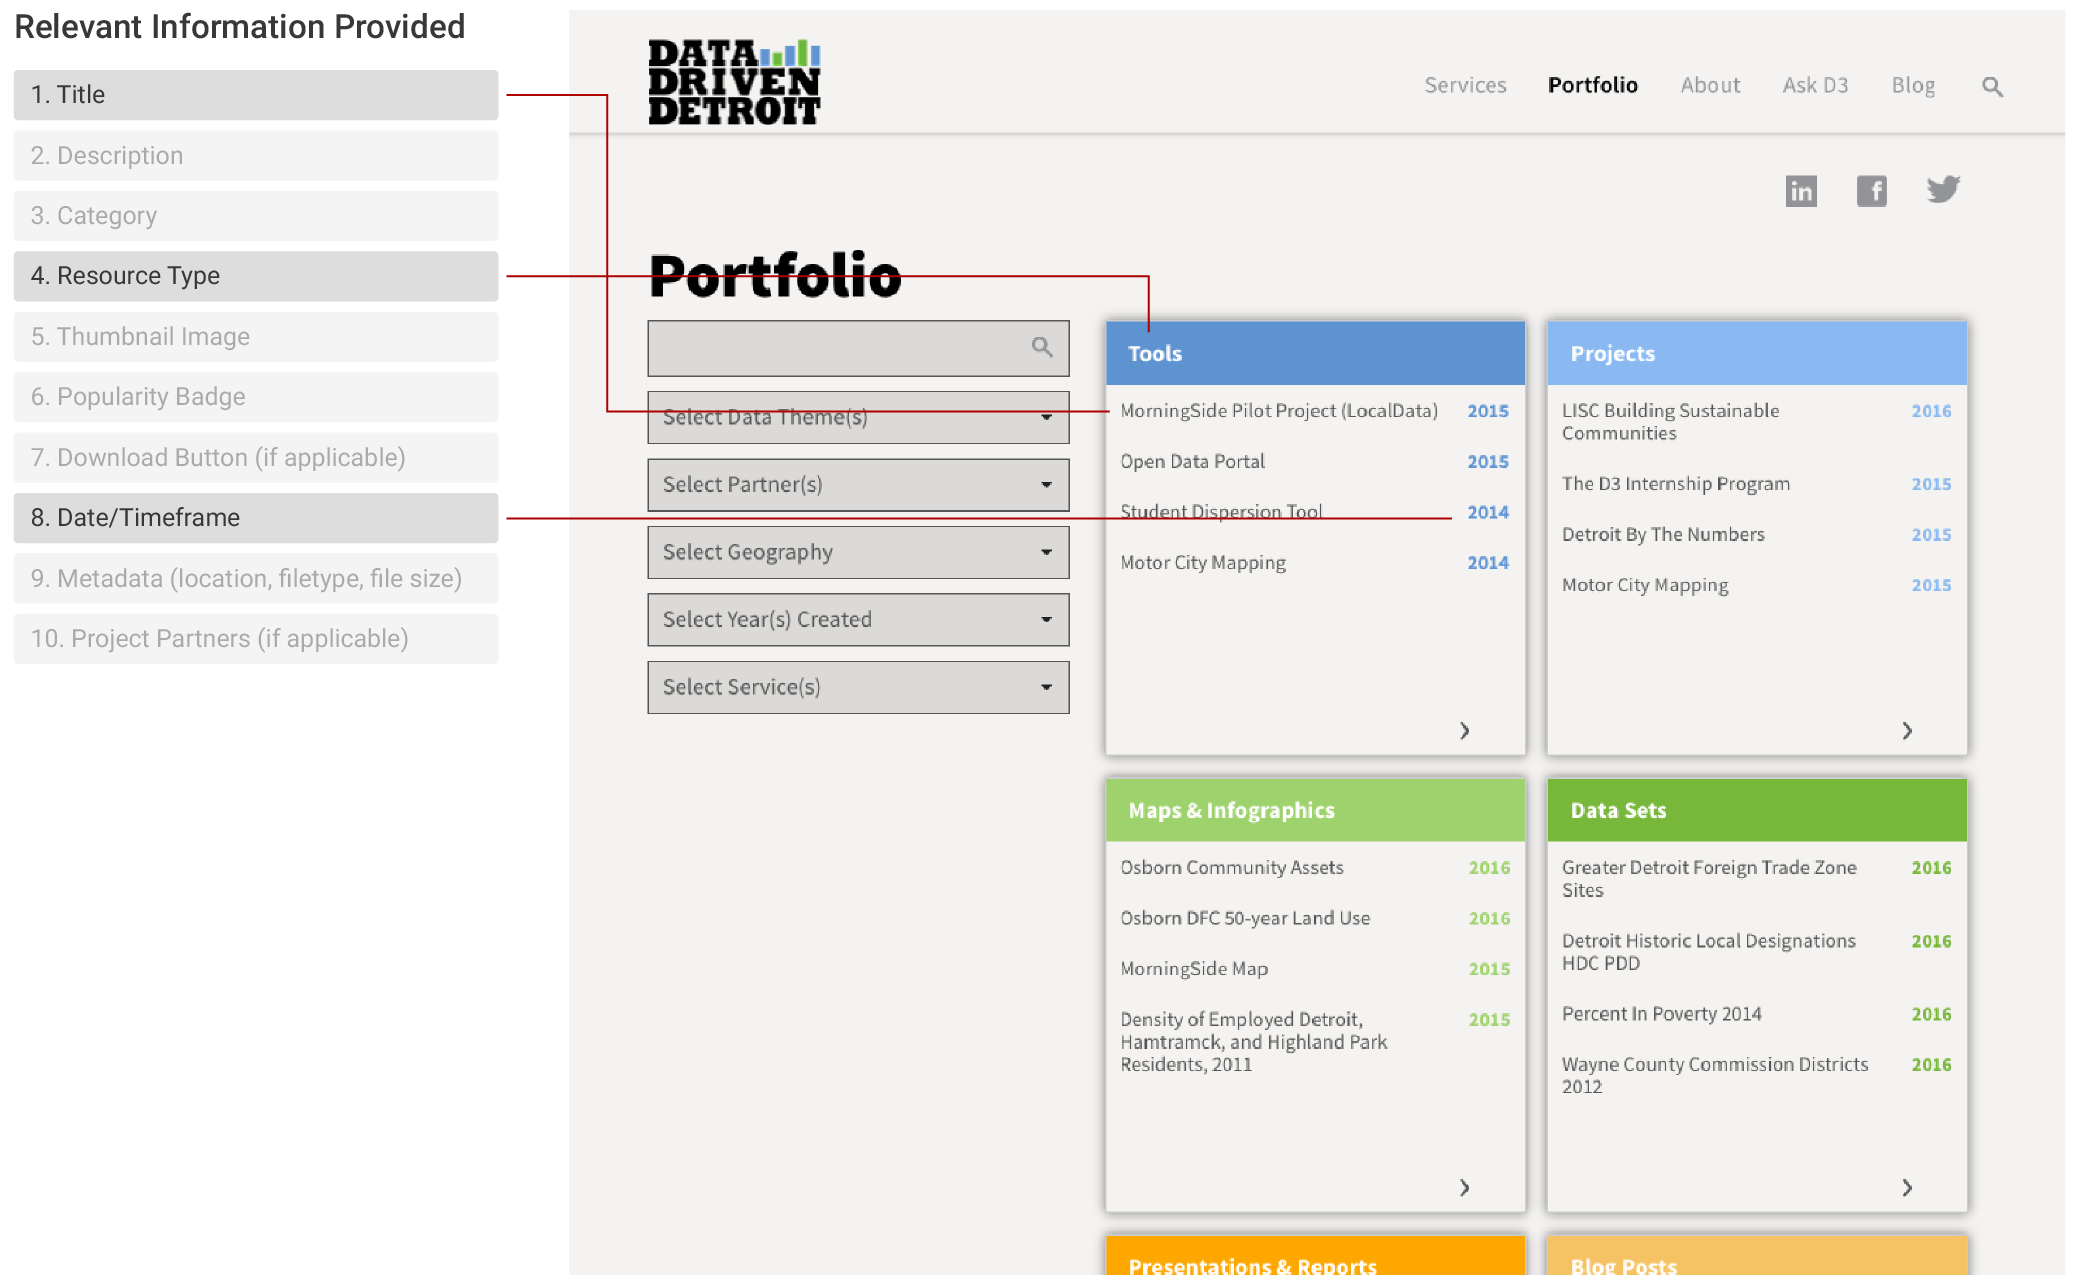 Relevant Information Provided
1. Title
2. Description
3. Category
4. Resource Type
5. Thumbnail Image
6. Popularity Badge
7. Download Button (if applicable)
8. Date/Timeframe
9. Metadata (location, filetype, file size)
10. Project Partners (if applicable)
DATA
DRIVEN
DETROIT
Services Portfolio About Ask D3 Blog
in f
Portfolio
Select Data Theme(s)
Select Partner(s)
Select Geography
Select Year(s) Created
Select Service(s)
Tools
MorningSide Pilot Project (LocalData) 2015
Open Data Portal 2015
Student Dispersion Tool 2014
Motor City Mapping 2014
Projects
LISC Building Sustainable 2016
Communities
The D3 Internship Program 2015
Detroit By The Numbers 2015
Motor City Mapping 2015
Maps & Infographics
Osborn Community Assets 2016
Osborn DFC 50-year Land Use 2016
MorningSide Map 2015
Density of Employed Detroit, 2015
Hamtramck, and Highland Park
Residents, 2011
Data Sets
Greater Detroit Foreign Trade Zone 2016
Sites
Detroit Historic Local Designations 2016
HDC PDD
Percent In Poverty 2014 2016
Wayne County Commission Districts 2016
2012
Presentations & Reports
Blog Posts